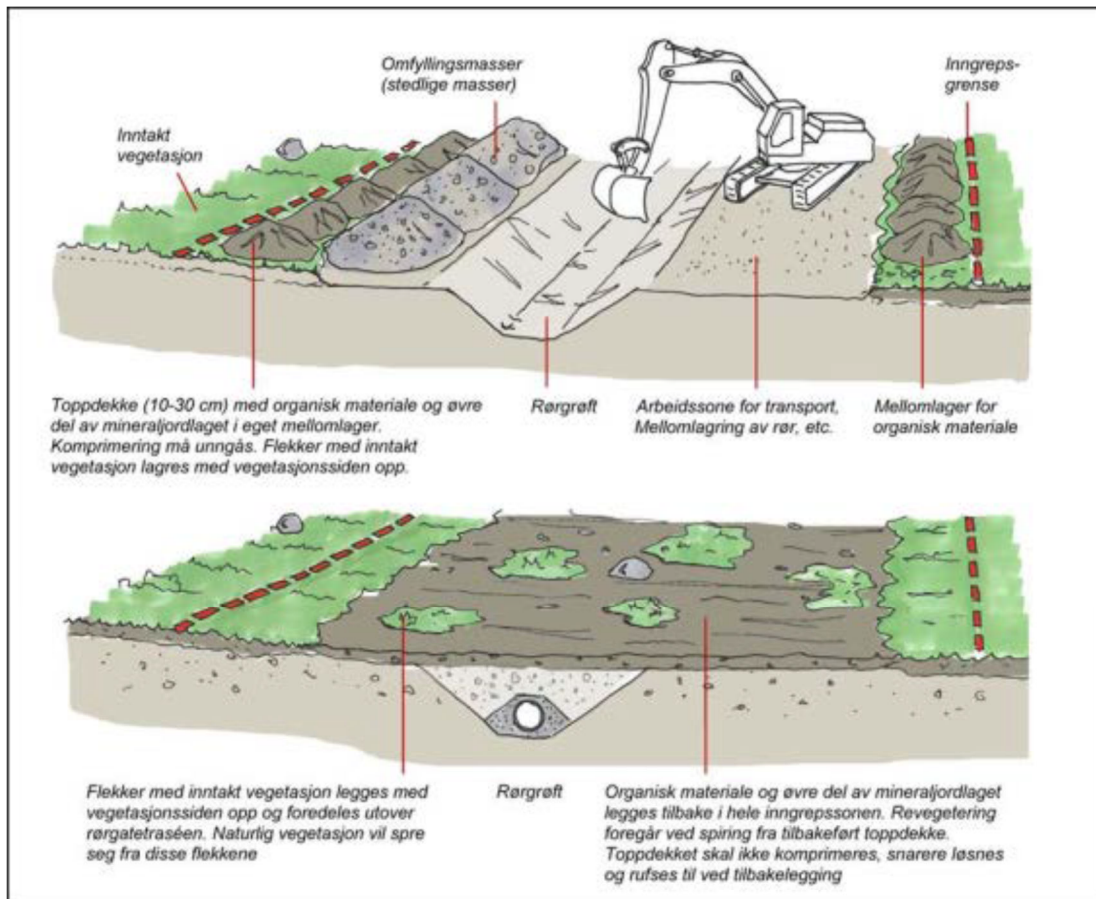 Omfyllingsmasser
(stedlige masser)
Inngreps-
grense
Inntakt
vegetasjon
Toppdekke (10-30 cm) med organisk materiale og øvre
del av mineraljordlaget i eget mellomlager.
Komprimering må unngås. Flekker med inntakt
vegetasjon lagres med vegetasjonssiden opp.
Rørgrøft
Arbeidssone for transport,
Mellomlagring av rør, etc.
Mellomlager for
organisk materiale
Flekker med inntakt vegetasjon legges med
vegetasjonssiden opp og foredeles utover
rørgatetraséen. Naturlig vegetasjon vil spre
seg fra disse flekkene
Rørgrøft
Organisk materiale og øvre del av mineraljordlaget
legges tilbake i hele inngrepssonen. Revegetering
foregår ved spiring fra tilbakeført toppdekke.
Toppdekket skal ikke komprimeres, snarere løsnes
og rufses til ved tilbakelegging